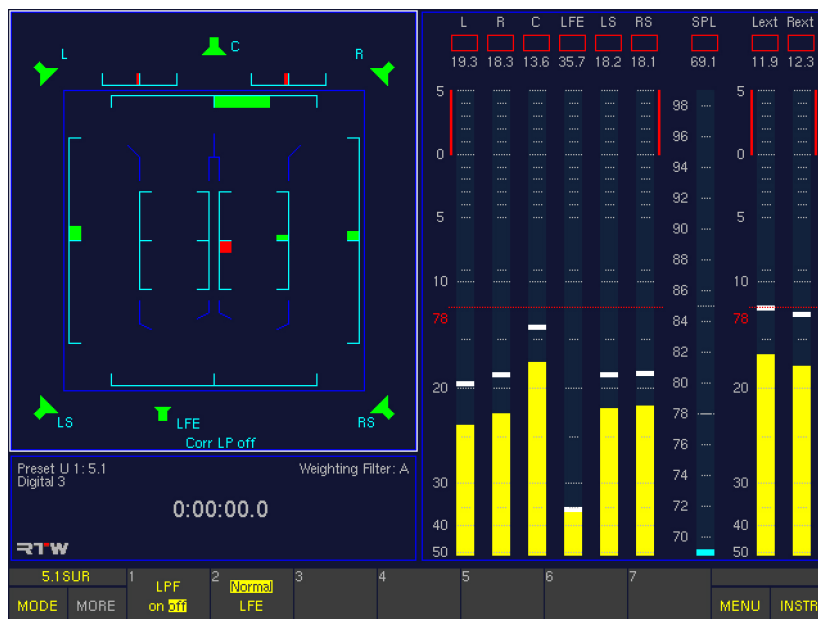 L R C LFE LS RS SPL Lext Rext
19.3 18.3 13.6 35.7 18.2 18.1 69.1 11.9 12.3
L C R
LS LFE RS
Corr LP off
5 0 5 10 78 20 30 40 50
98 96 94 92 90 88 86 84 82 80 78 76 74 72 70
5 0 5 10 78 20 30 40 50
Preset U 1: 5.1 Weighting Filter: A
Digital 3
0:00:00.0
RTW
5.1SUR 1 LPF 2 Normal 3 4 5 6 7
MODE MORE on off LFE MENU INSTR